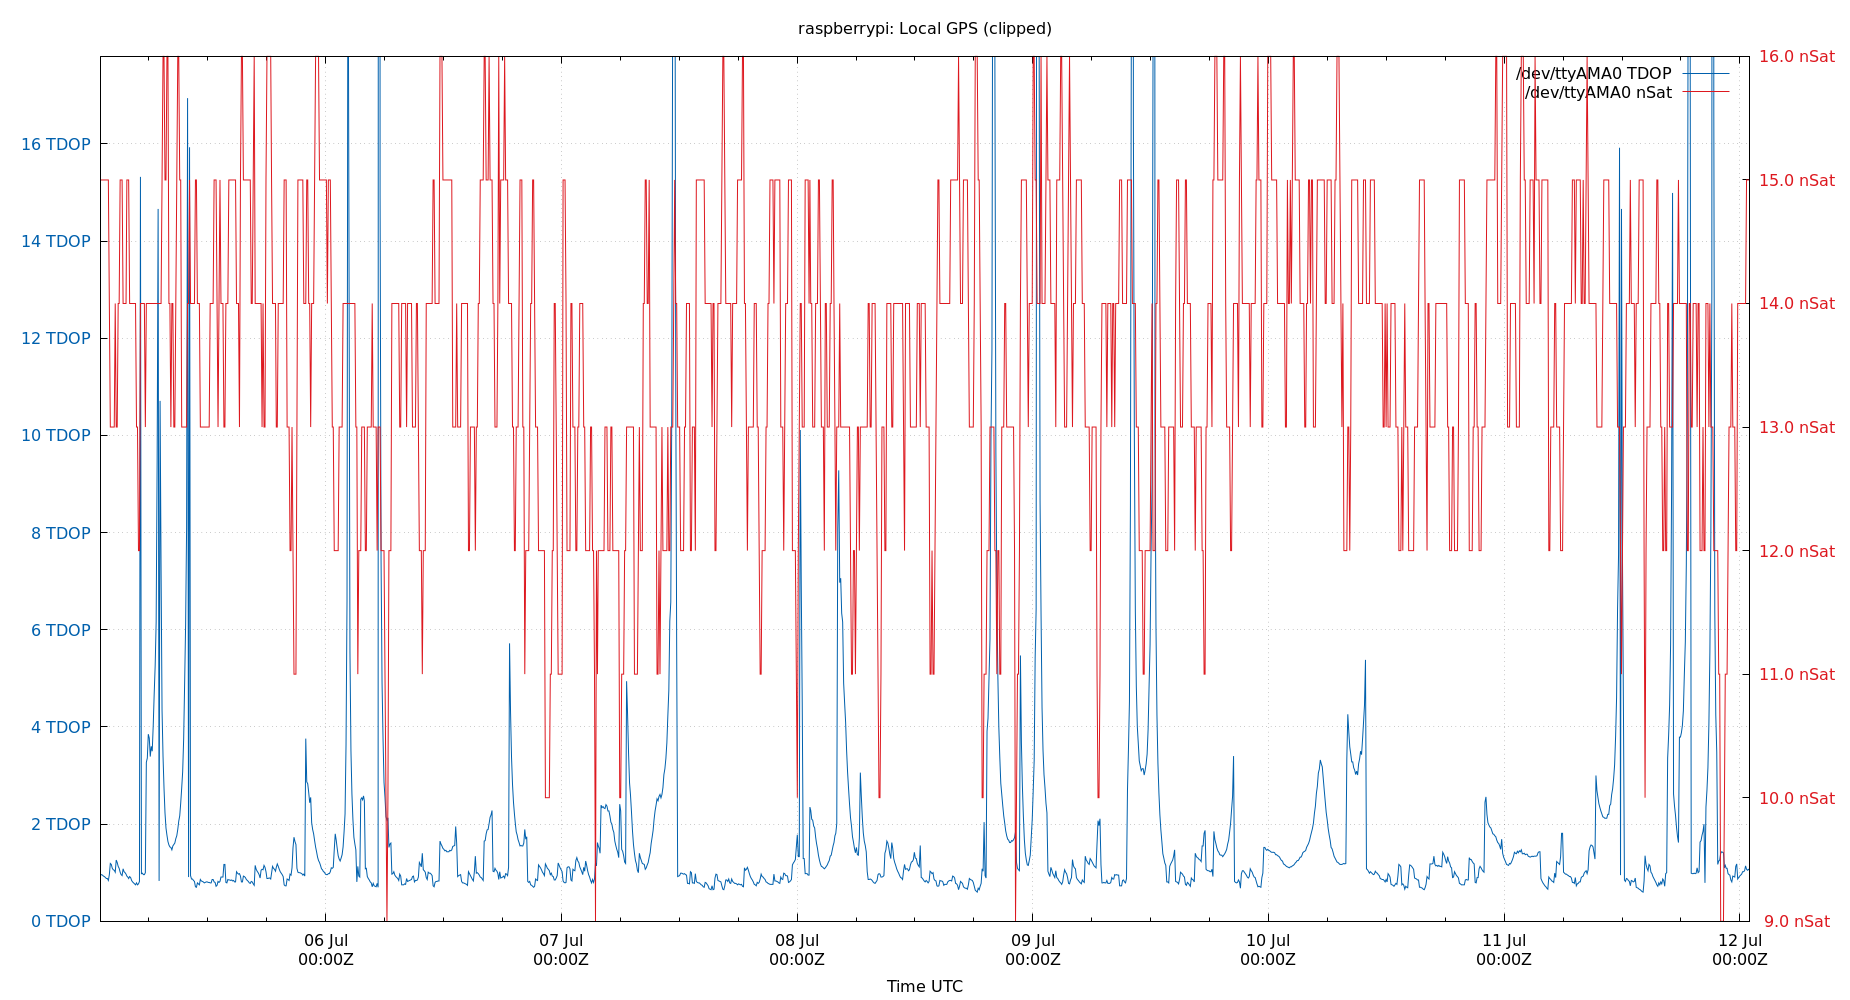 raspberrypi: Local GPS (clipped)
/dev/ttyAMA0 TDOP
/dev/ttyAMA0 nSat
16 TDOP
14 TDOP
12 TDOP
10 TDOP
8 TDOP
6 TDOP
4 TDOP
2 TDOP
0 TDOP
16.0 nSat
15.0 nSat
14.0 nSat
13.0 nSat
12.0 nSat
11.0 nSat
10.0 nSat
9.0 nSat
06 Jul
00:00Z
07 Jul
00:00Z
08 Jul
00:00Z
09 Jul
00:00Z
10 Jul
00:00Z
11 Jul
00:00Z
12 Jul
00:00Z
Time UTC